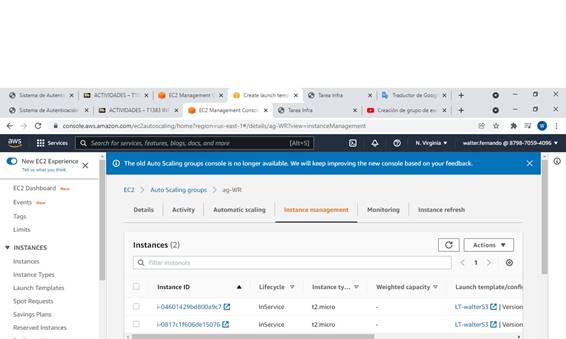 Sistema de Autentic
ACTIVIDADES - T1
EC2 Management C
Create launch temp
Tarea Infra
Traductor de Goog
Sistema de Autenticación
ACTIVIDADES - T1383 INF
EC2 Management Consol
Tarea Infra
Creación de grupo de es
console.aws.amazon.com/ec2autoscaling/home?region=us-east-1#/details/ag-WR?view=instanceManagement
aws Services Search for services, features, blogs, docs, and more [Alt+S] N. Virginia walter.fernando @ 8798-7059-4096
New EC2 Experience
Tell us what you think
The old Auto Scaling groups console is no longer available. We will keep improving the new console based on your feedback.
EC2 Dashboard New
Events New
Tags
Limits
INSTANCES
Instances
Instance Types
Launch Templates
Spot Requests
Savings Plans
Reserved Instances
EC2 > Auto Scaling groups > ag-WR
Details Activity Automatic scaling Instance management Monitoring Instance refresh
Instances (2) Actions
Filter instances 1
Instance ID Lifecycle Instance ty... Weighted capacity Launch template/config
i-04601429bd800a9c7 InService t2.micro - LT-walter53 | Version
i-0817c1f606de15076 InService t2.micro - LT-walter53 | Version